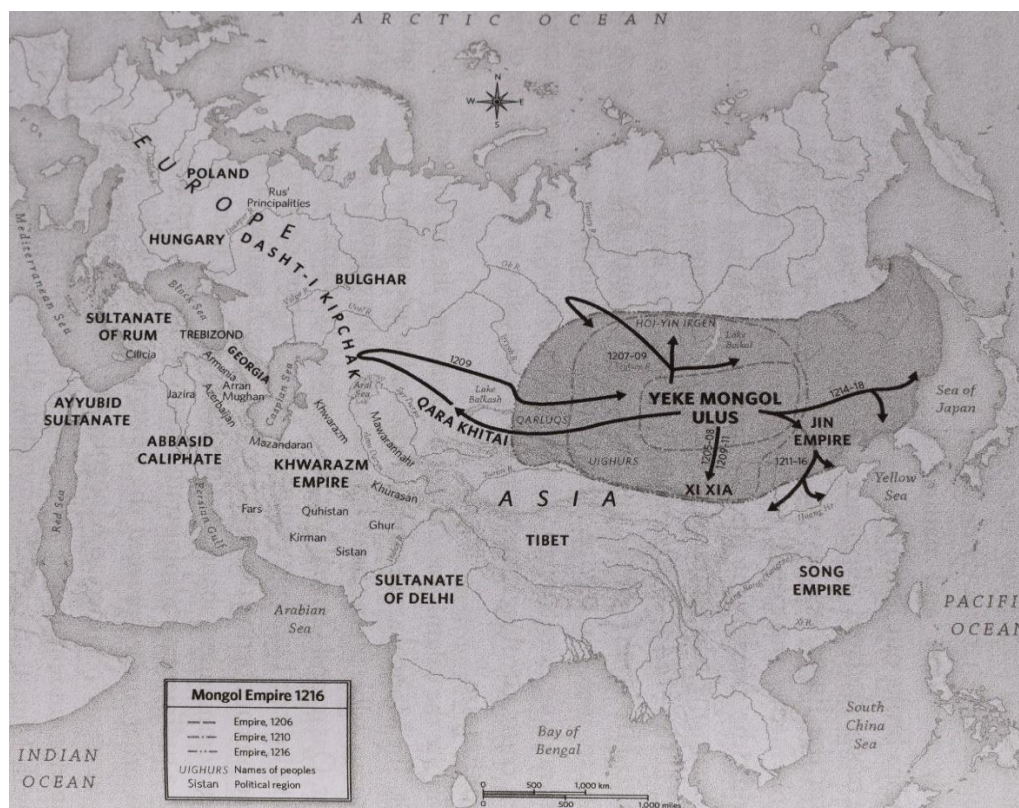 ARCTIC OCEAN
EUROPE
POLAND
Rus'
Principalities
HUNGARY
DASHT-I KIPCHAK
BULGHAR
Mediterranean Sea
Black Sea
SULTANATE
OF RUM
TREBIZOND
Cilicia
GEORGIA
Armenia
Arran
Mughan
Azerbaijan
Jazira
Caspian Sea
Aral
Sea
AYYUBID
SULTANATE
ABBASID
CALIPHATE
Mazandaran
Khwarazm
Mawarannahr
KHWARAZM
EMPIRE
Khurasan
Fars
Quhistan
Ghur
Kirman
Sistan
Red Sea
Persian Gulf
Arabian
Sea
SULTANATE
OF DELHI
1209
Lake
Balkash
QARA KHITAI
QARLUQS
UIGHURS
HOI-YIN IRGEN
Lake
Baikal
1207-09
YEKE MONGOL
ULUS
1205-08
1209-11
XI XIA
1214-18
JIN
EMPIRE
1211-16
Sea of
Japan
Yellow
Sea
Huang He
ASIA
TIBET
SONG
EMPIRE
PACIFI
OCEAN
South
China
Sea
Bay of
Bengal
INDIAN
OCEAN
N
W E
S
Ob R.
Mongol Empire 1216
Empire, 1206
Empire, 1210
Empire, 1216
UIGHURS Names of peoples
Sistan Political region
0 500 1,000 km.
0 500 1,000 miles